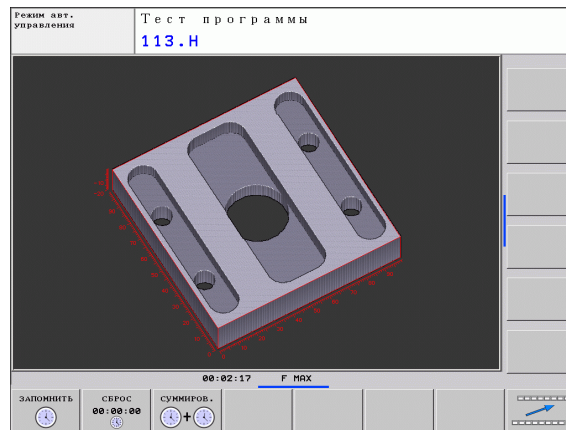 Режим авт.
управления
Тест программы
113.H
00:02:17 F MAX
ЗАПОМНИТЬ
СБРОС
00:00:00
СУММИРОВ.
+